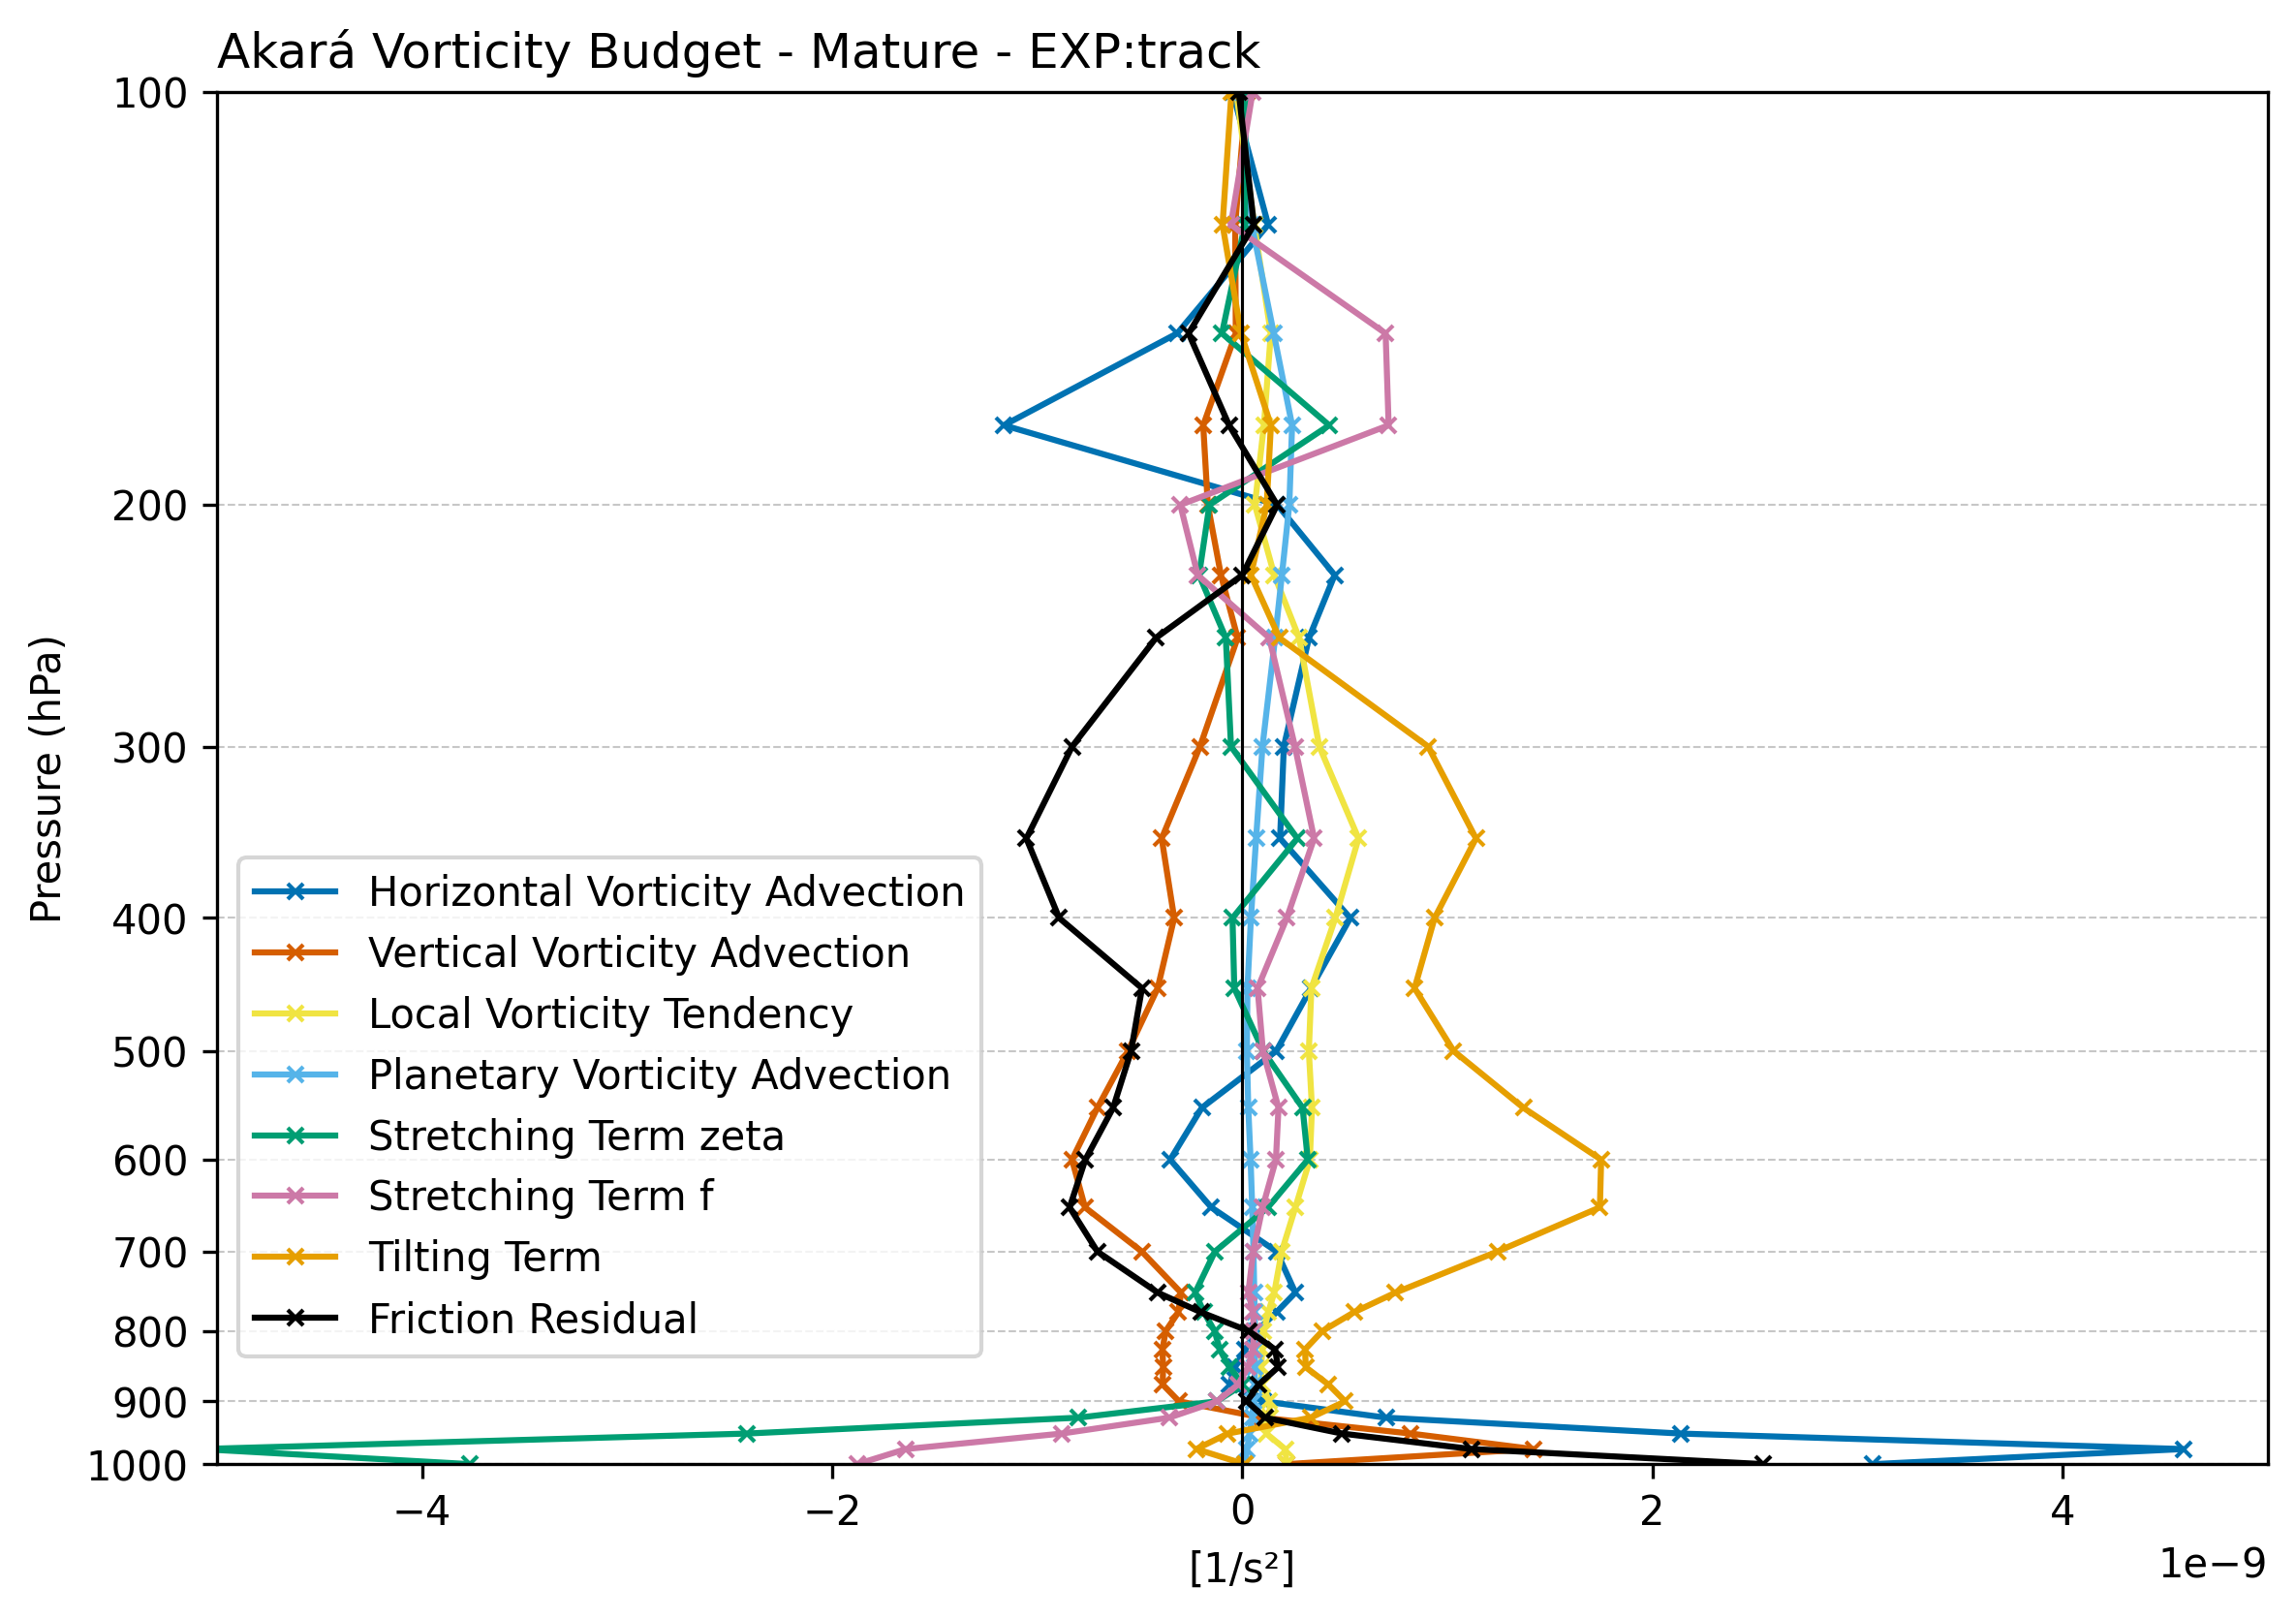 Akará Vorticity Budget - Mature - EXP:track
100
200
300
400
500
600
700
800
900
1000
Pressure (hPa)
Horizontal Vorticity Advection
Vertical Vorticity Advection
Local Vorticity Tendency
Planetary Vorticity Advection
Stretching Term zeta
Stretching Term f
Tilting Term
Friction Residual
−4 −2 0 2 4
[1/s²]
1e−9